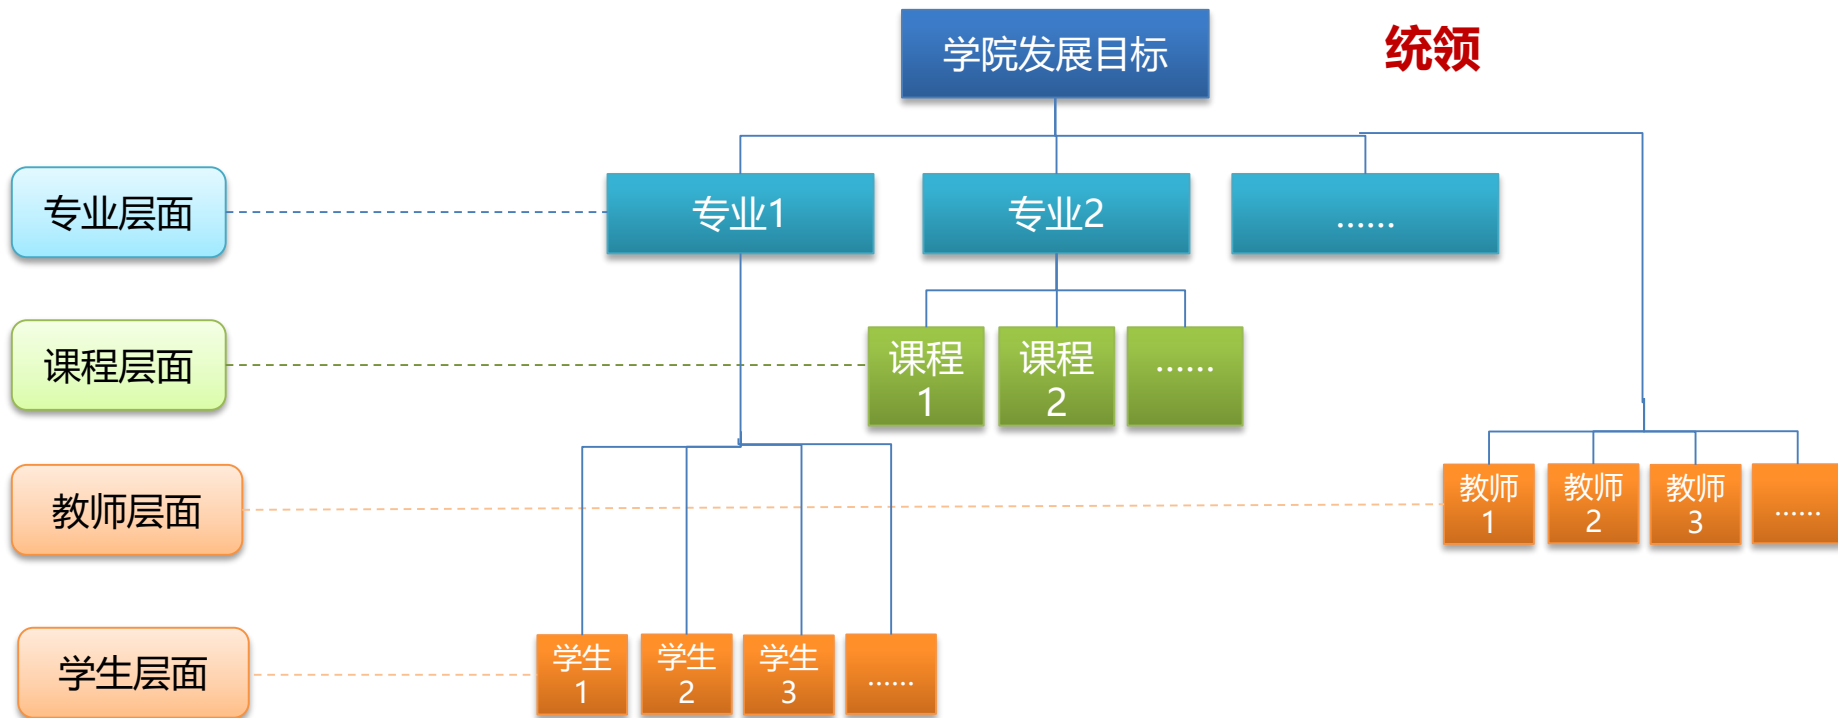 学院发展目标
统领
专业层面
专业1
专业2
......
课程层面
课程
1
课程
2
......
教师层面
教师
1
教师
2
教师
3
......
学生层面
学生
1
学生
2
学生
3
......